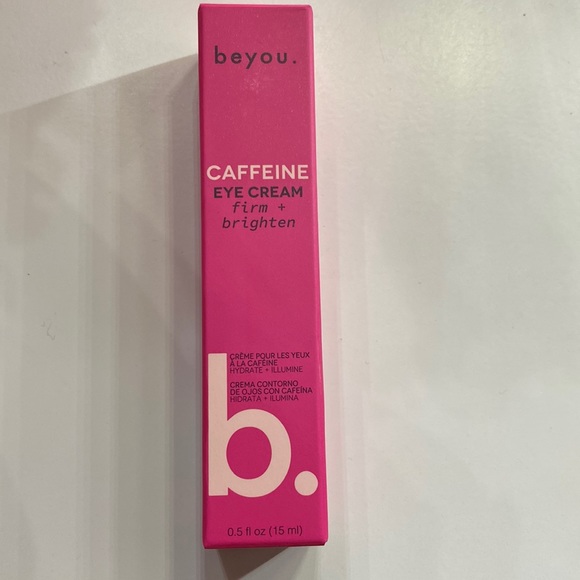 beyou.
CAFFEINE
EYE CREAM
firm +
brighten
CRÈME POUR LES YEUX
À LA CAFÉINE
HYDRATE + ILLUMINE
CREMA CONTORNO
DE OJOS CON CAFEÍNA
HIDRATA + ILUMINA
b.
0.5 fl oz (15 ml)